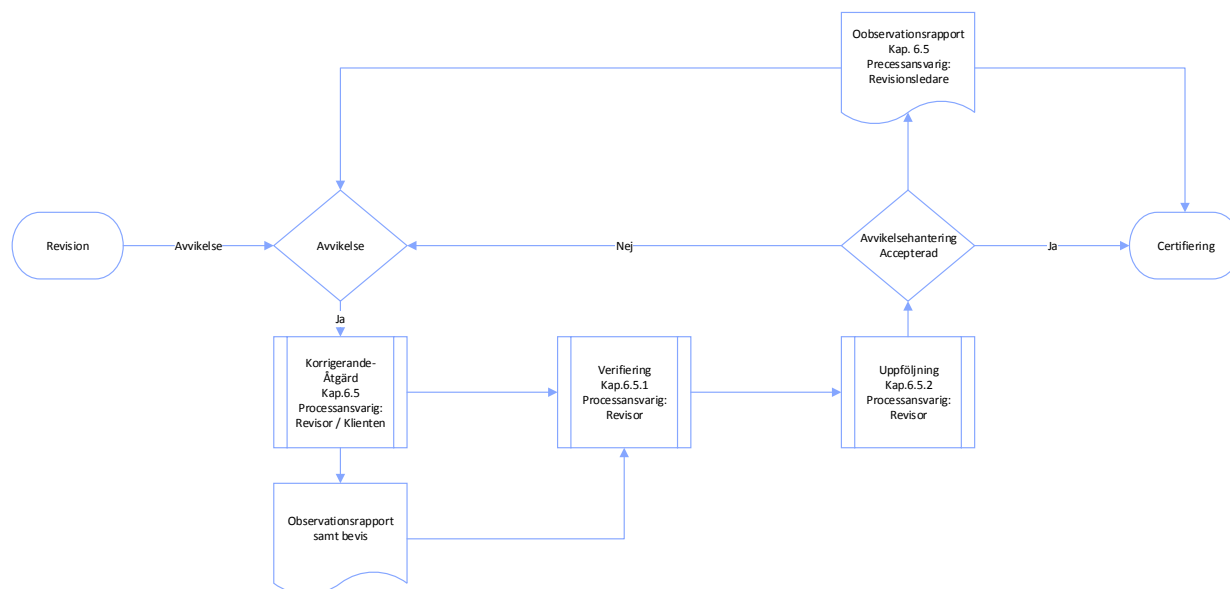 Oobservationsrapport
Kap. 6.5
Precessansvarig:
Revisionsledare
Revision
Avvikelse
Avvikelse
Nej
Avvikelsehantering
Accepterad
Ja
Certifiering
Ja
Korrigerande-
Åtgärd
Kap.6.5
Processansvarig:
Revisor / Klienten
Verifiering
Kap.6.5.1
Processansvarig:
Revisor
Uppföljning
Kap.6.5.2
Processansvarig:
Revisor
Observationsrapport
samt bevis